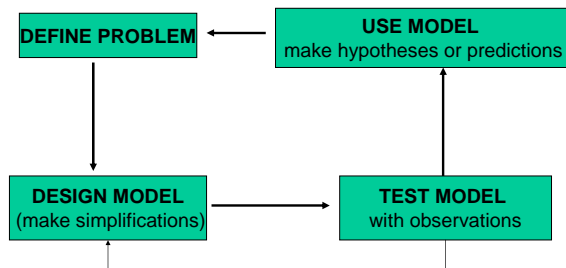 DEFINE PROBLEM
USE MODEL
make hypotheses or predictions
DESIGN MODEL
(make simplifications)
TEST MODEL
with observations